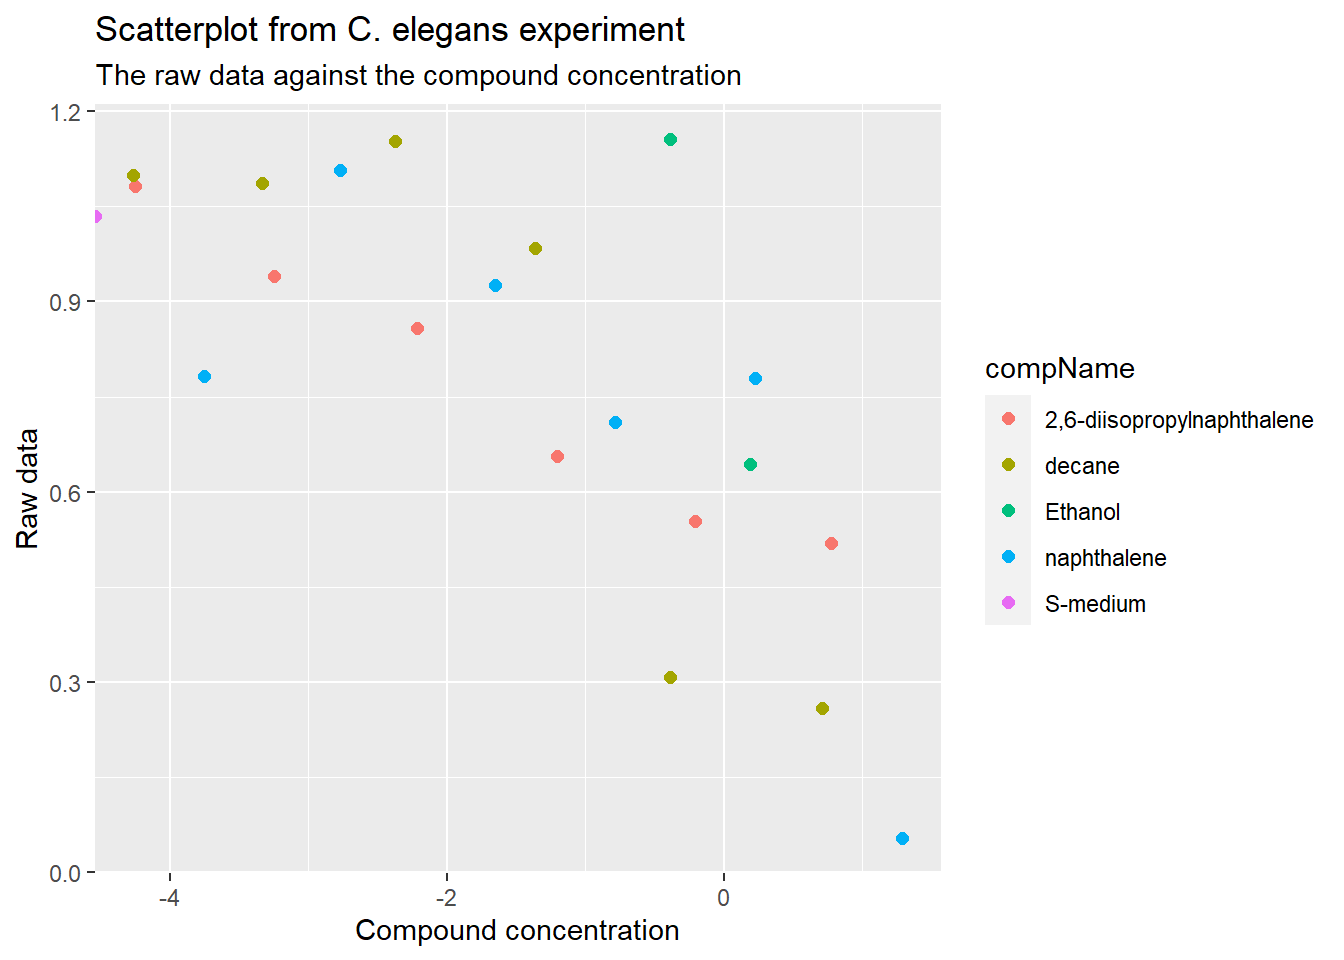 Scatterplot from C. elegans experiment
The raw data against the compound concentration
1.2
0.9
0.6
0.3
0.0
Raw data
-4
-2
0
Compound concentration
compName
2,6-diisopropylnaphthalene
decane
Ethanol
naphthalene
S-medium